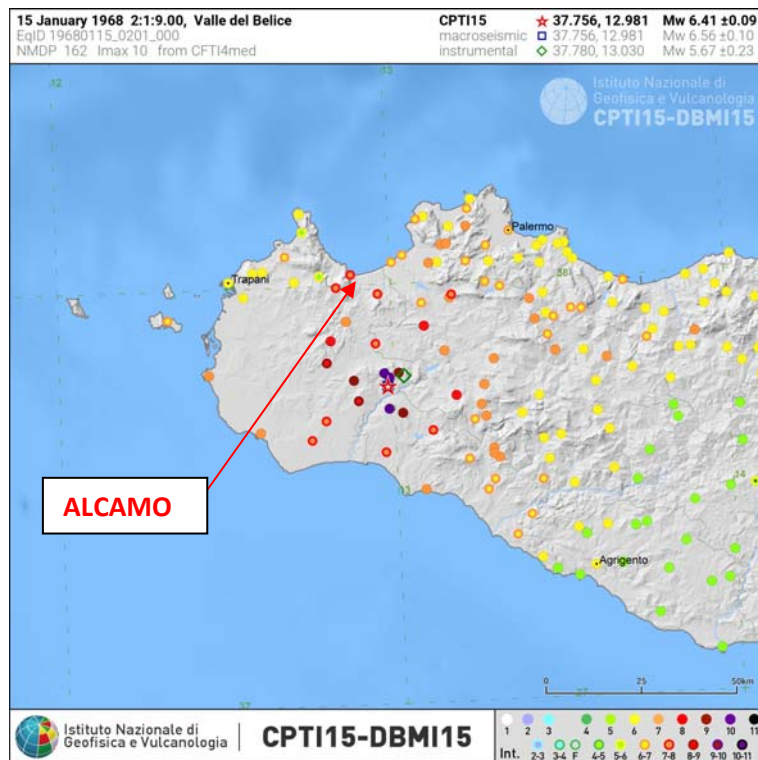 15 January 1968 2:1:9.00, Valle del Belice
EqID 19680115_0201_000
NMDP 162 Imax 10 from CFTI4med
CPTI15 37.756, 12.981 Mw 6.41 ±0.09
macroseismic 37.756, 12.981 Mw 6.56 ±0.10
instrumental 37.780, 13.030 Mw 5.67 ±0.23
12
13
Istituto Nazionale di
Geofisica e Vulcanologia
CPTI15-DBMI15
Palermo
38
Trapani
ALCAMO
13
14
Agrigento
37
0 25 50km
Istituto Nazionale di
Geofisica e Vulcanologia
CPTI15-DBMI15
1 2 3 4 5 6 7 8 9 10 11
Int. 2-3 3-4 F 4-5 5-6 6-7 7-8 8-9 9-10 10-11